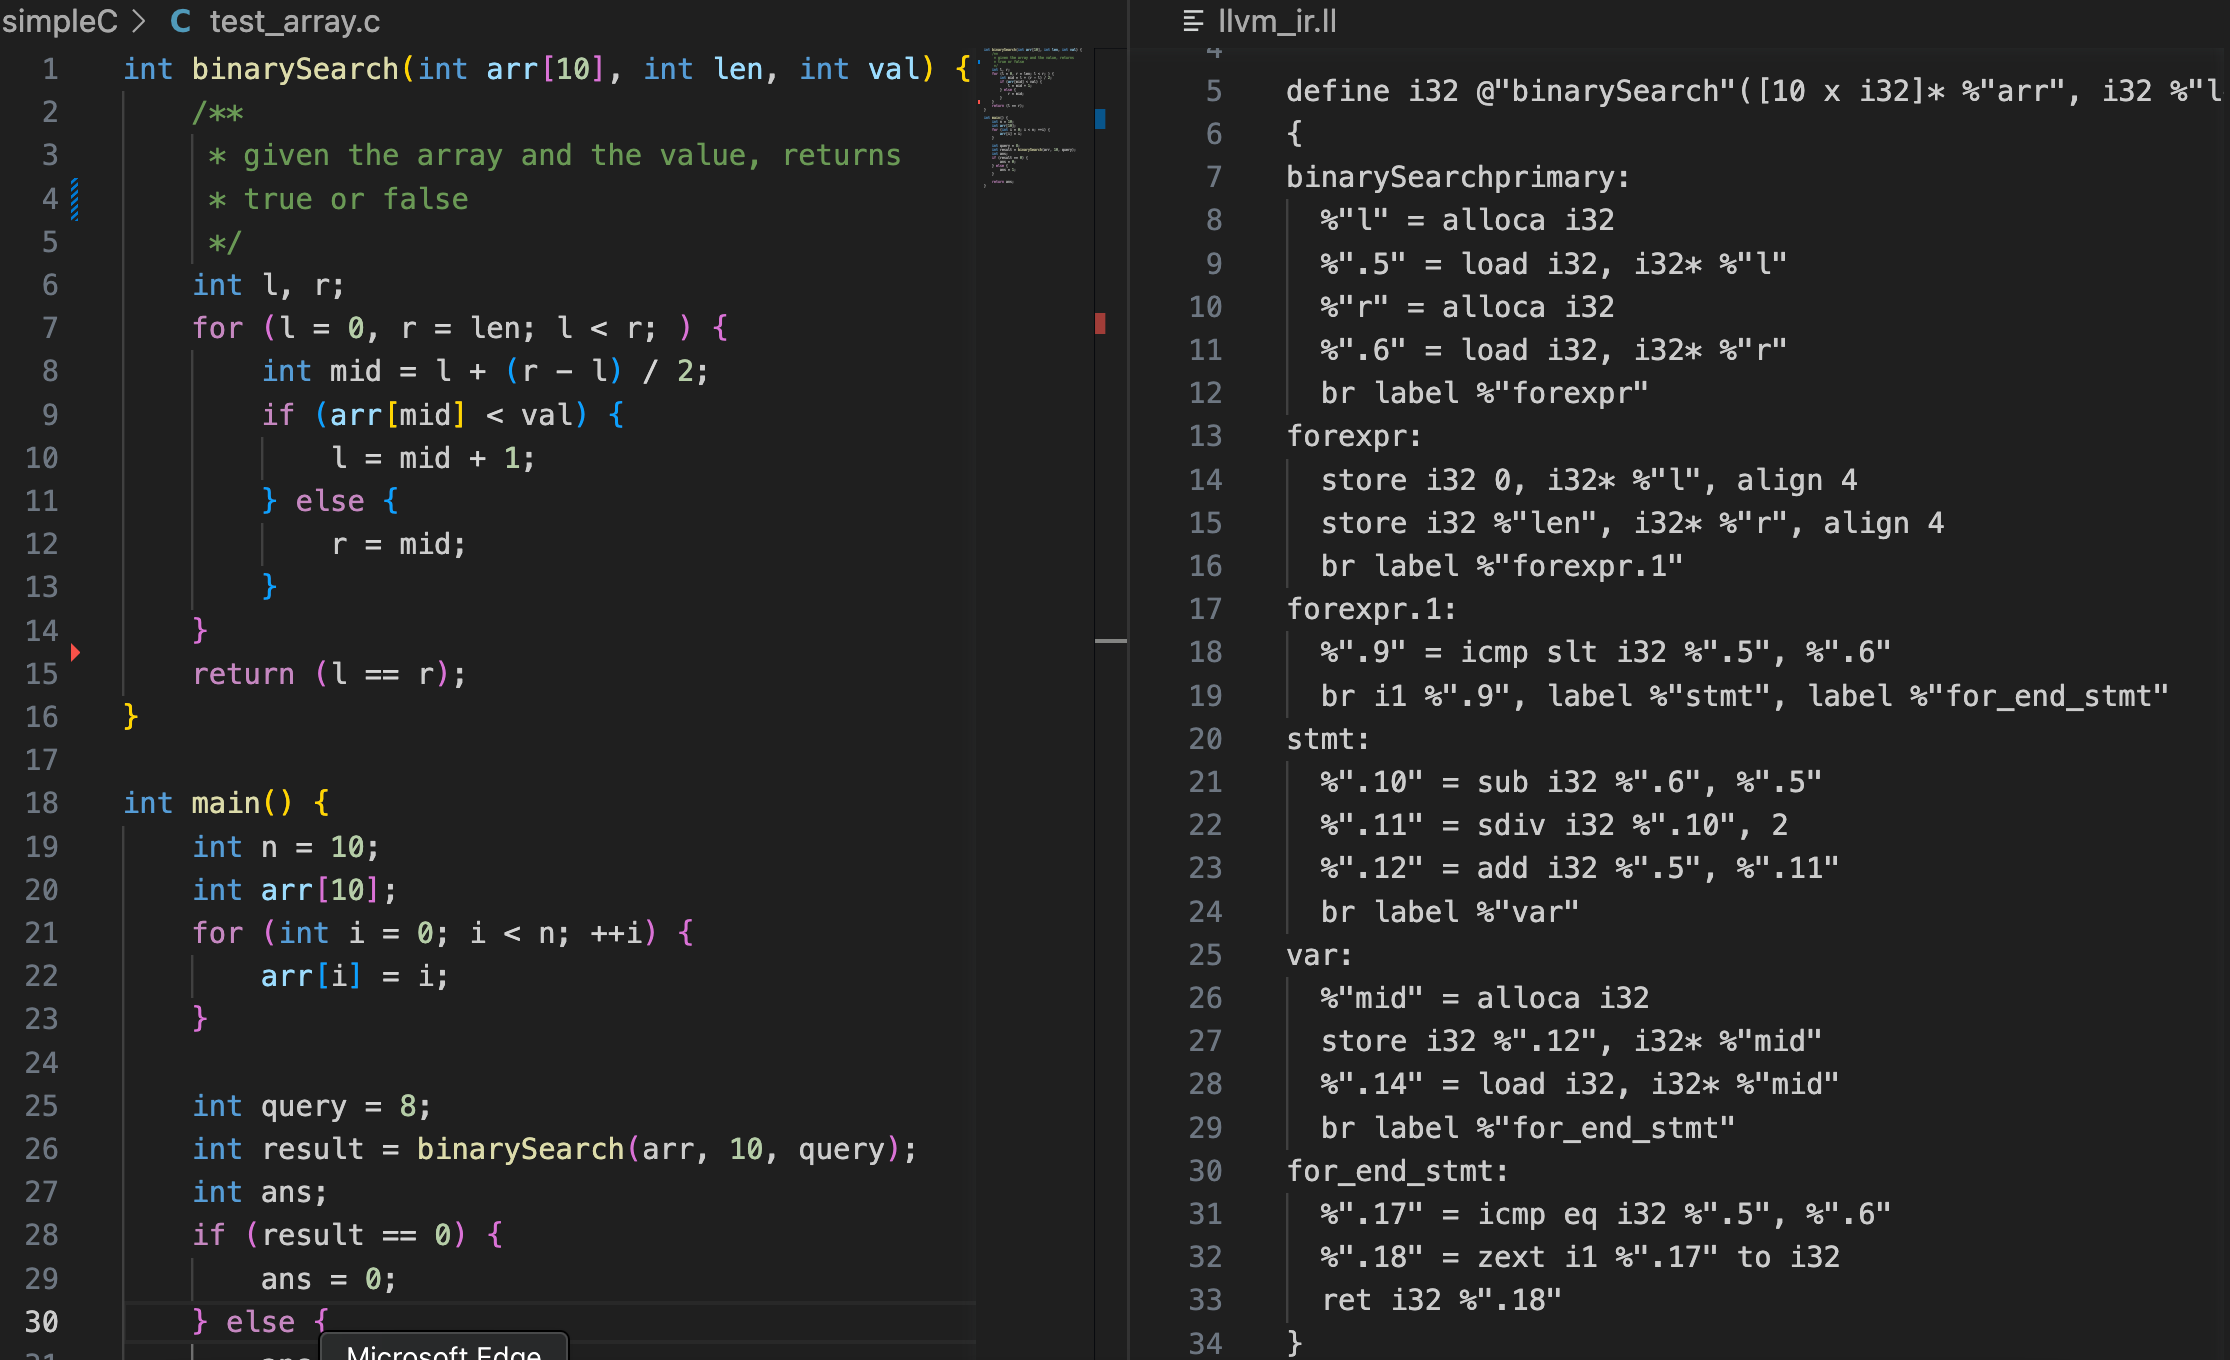 simpleC > C test_array.c
1 int binarySearch(int arr[10], int len, int val) {
2 /**
3 * given the array and the value, returns
4 * true or false
5 */
6 int l, r;
7 for (l = 0, r = len; l < r; ) {
8 int mid = l + (r - l) / 2;
9 if (arr[mid] < val) {
10 l = mid + 1;
11 } else {
12 r = mid;
13 }
14 }
15 return (l == r);
16 }
17
18 int main() {
19 int n = 10;
20 int arr[10];
21 for (int i = 0; i < n; ++i) {
22 arr[i] = i;
23 }
24
25 int query = 8;
26 int result = binarySearch(arr, 10, query);
27 int ans;
28 if (result == 0) {
29 ans = 0;
30 } else {
31 ans
Microsoft Edge
llvm_ir.ll
4
5 define i32 @"binarySearch"([10 x i32]* %"arr", i32 %"l
6 {
7 binarySearchprimary:
8 %"l" = alloca i32
9 %".5" = load i32, i32* %"l"
10 %"r" = alloca i32
11 %".6" = load i32, i32* %"r"
12 br label %"forexpr"
13 forexpr:
14 store i32 0, i32* %"l", align 4
15 store i32 %"len", i32* %"r", align 4
16 br label %"forexpr.1"
17 forexpr.1:
18 %".9" = icmp slt i32 %".5", %".6"
19 br i1 %".9", label %"stmt", label %"for_end_stmt"
20 stmt:
21 %".10" = sub i32 %".6", %".5"
22 %".11" = sdiv i32 %".10", 2
23 %".12" = add i32 %".5", %".11"
24 br label %"var"
25 var:
26 %"mid" = alloca i32
27 store i32 %".12", i32* %"mid"
28 %".14" = load i32, i32* %"mid"
29 br label %"for_end_stmt"
30 for_end_stmt:
31 %".17" = icmp eq i32 %".5", %".6"
32 %".18" = zext i1 %".17" to i32
33 ret i32 %".18"
34 }